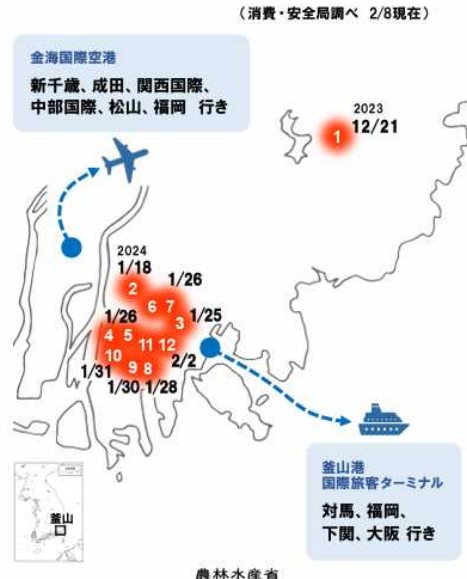 (消費・安全局調べ 2/8現在)
金海国際空港
新千歳、成田、関西国際、
中部国際、松山、福岡 行き
2023
1 12/21
2024
1/18
2
1/26
6 7
1/26
3 1/25
4 5
11 12
10
2/2
1/31
9 8
1/30 1/28
釜山港
国際旅客ターミナル
対馬、福岡、
下関、大阪 行き
釜山
農林水産省